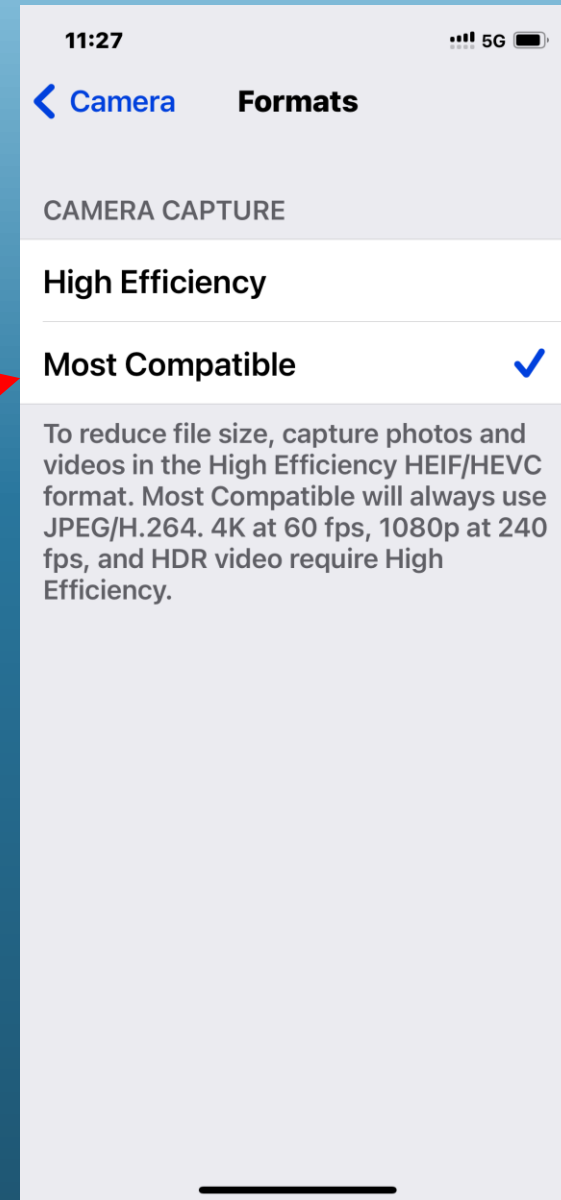 11:27
5G
Camera
Formats
CAMERA CAPTURE
High Efficiency
Most Compatible
To reduce file size, capture photos and
videos in the High Efficiency HEIF/HEVC
format. Most Compatible will always use
JPEG/H.264. 4K at 60 fps, 1080p at 240
fps, and HDR video require High
Efficiency.